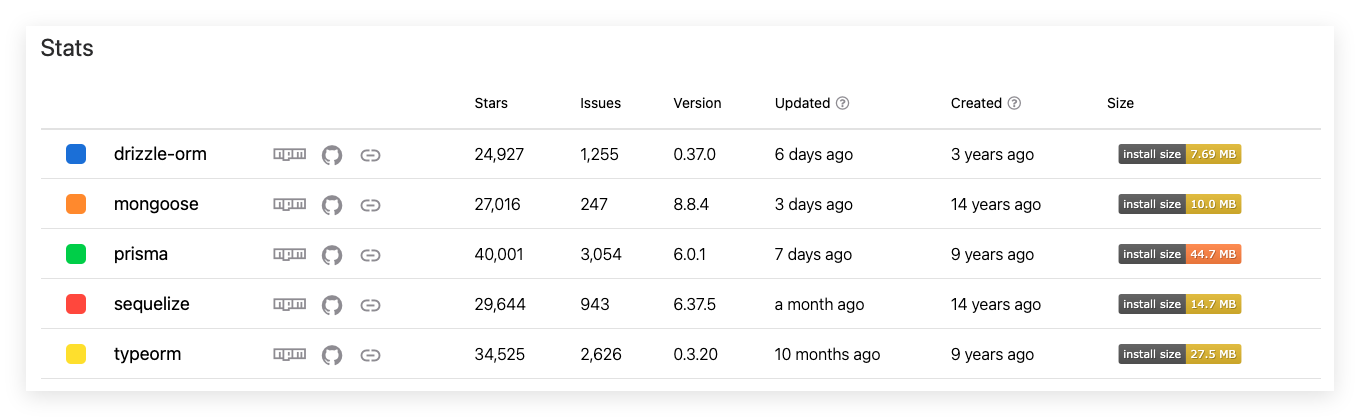 Stats
Stars Issues Version Updated ? Created ? Size
drizzle-orm npm 24,927 1,255 0.37.0 6 days ago 3 years ago install size 7.69 MB
mongoose npm 27,016 247 8.8.4 3 days ago 14 years ago install size 10.0 MB
prisma npm 40,001 3,054 6.0.1 7 days ago 9 years ago install size 44.7 MB
sequelize npm 29,644 943 6.37.5 a month ago 14 years ago install size 14.7 MB
typeorm npm 34,525 2,626 0.3.20 10 months ago 9 years ago install size 27.5 MB